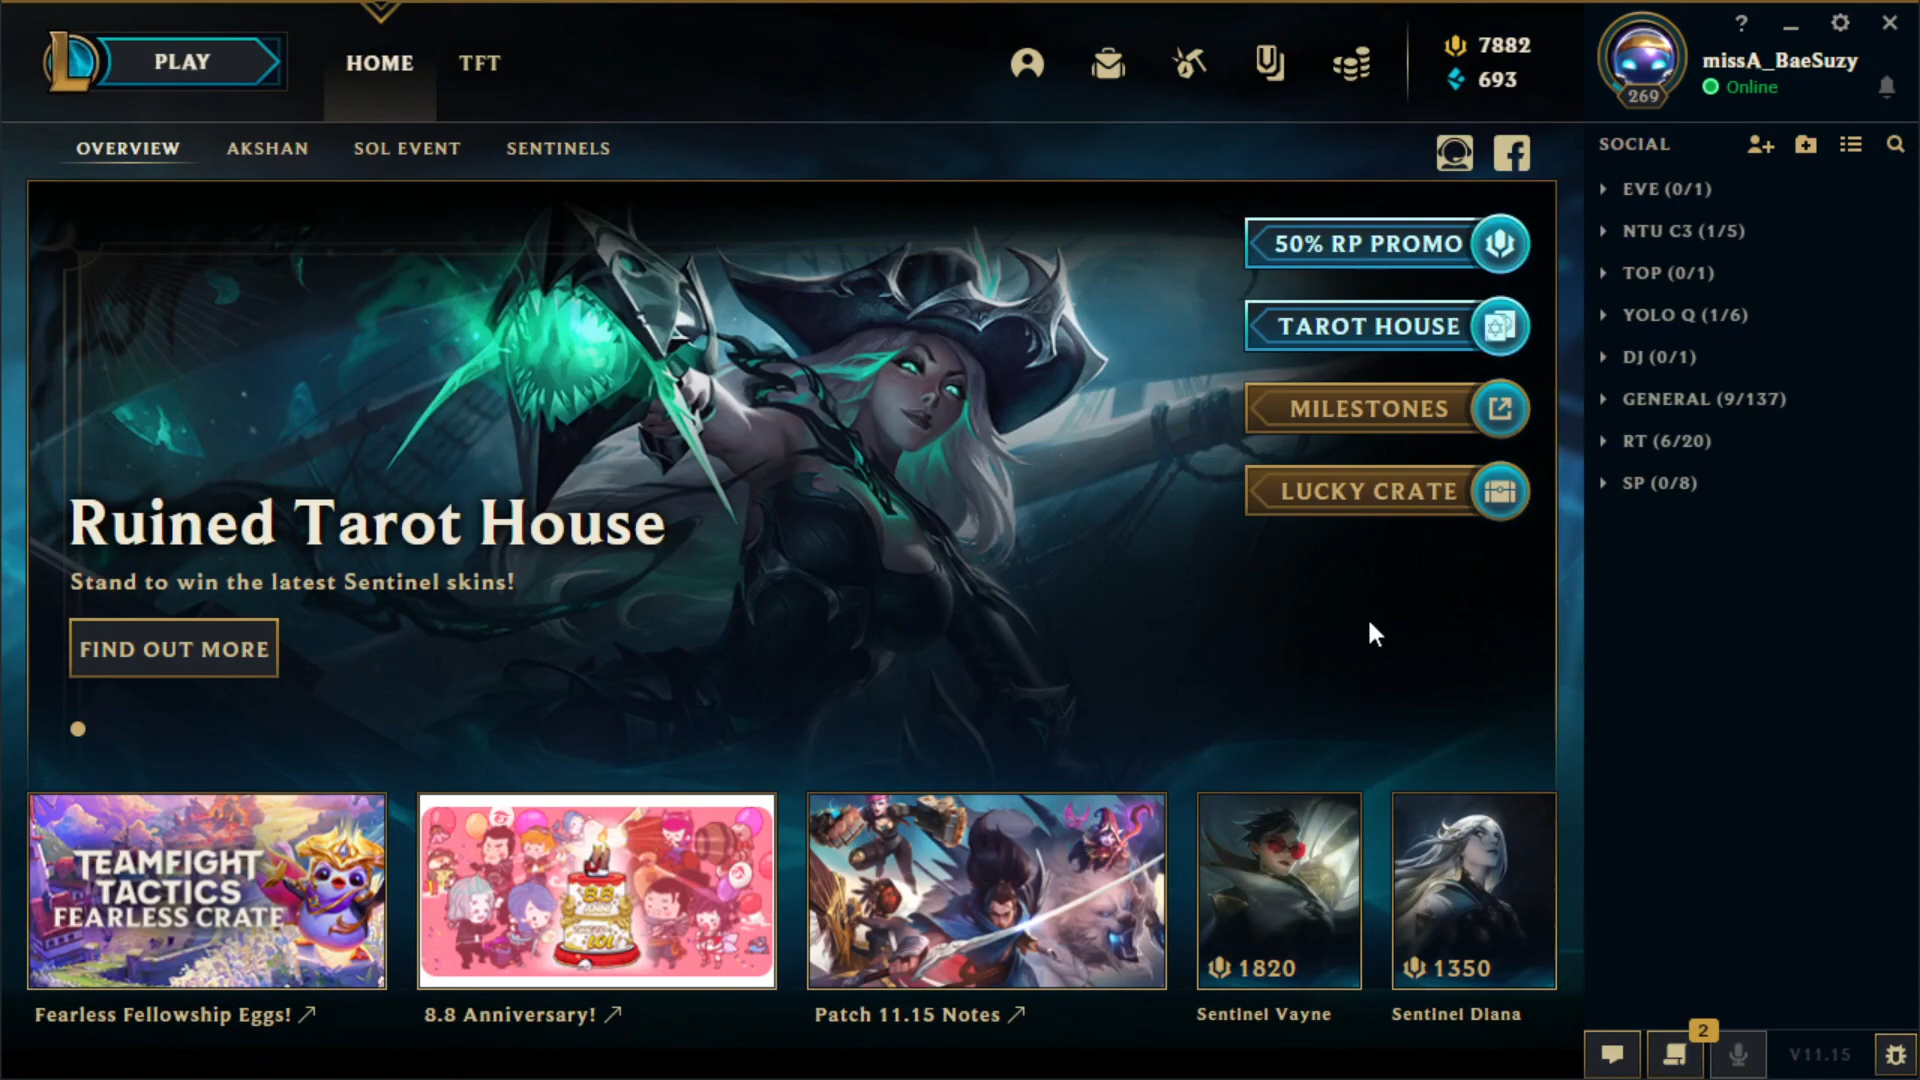 PLAY
HOME
TFT
7882
693
?
missA_BaeSuzy
Online
269
OVERVIEW
AKSHAN
SOL EVENT
SENTINELS
SOCIAL
EVE (0/1)
NTU C3 (1/5)
TOP (0/1)
YOLO Q (1/6)
DJ (0/1)
GENERAL (9/137)
RT (6/20)
SP (0/8)
50% RP PROMO
TAROT HOUSE
MILESTONES
LUCKY CRATE
Ruined Tarot House
Stand to win the latest Sentinel skins!
FIND OUT MORE
TEAMFIGHT
TACTICS
FEARLESS CRATE
1820
1350
Fearless Fellowship Eggs!
8.8 Anniversary!
Patch 11.15 Notes
Sentinel Vayne
Sentinel Diana
2
V11.15